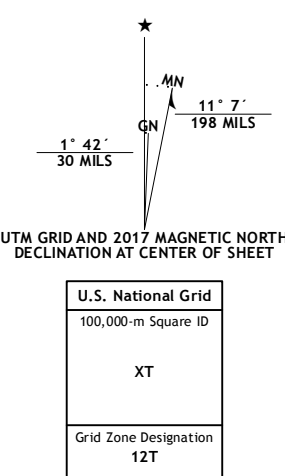 ★
MN
11° 7´
198 MILS
GN
1° 42´
30 MILS
UTM GRID AND 2017 MAGNETIC NORTH
DECLINATION AT CENTER OF SHEET
U.S. National Grid
100,000-m Square ID
XT
Grid Zone Designation
12T